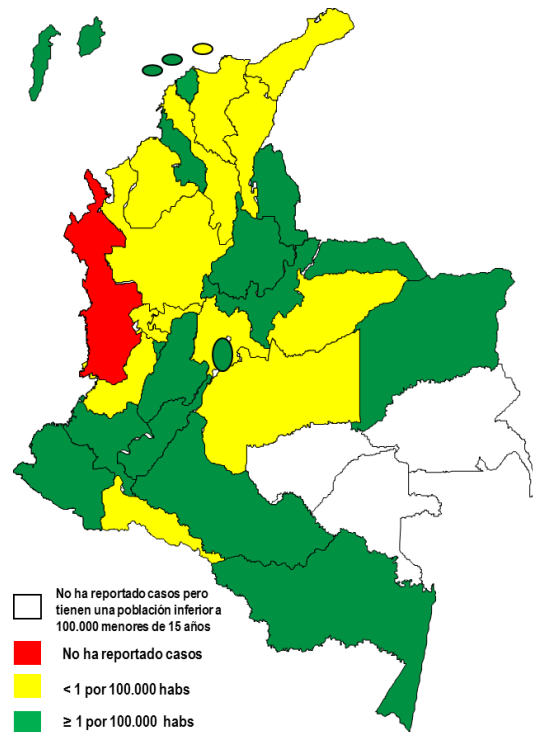 No ha reportado casos pero
tienen una población inferior a
100.000 menores de 15 años
No ha reportado casos
< 1 por 100.000 habs
≥ 1 por 100.000 habs